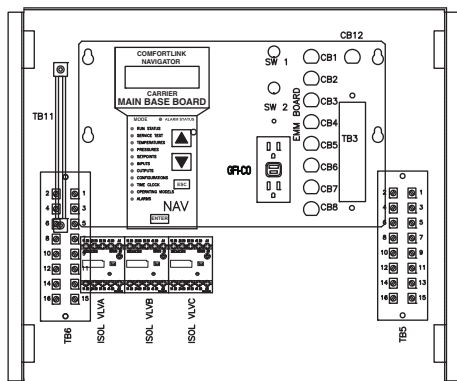 CB12
COMFORTLINK
NAVIGATOR
CARRIER
MAIN BASE BOARD
MODE
ALARM STATUS
RUN STATUS
SERVICE TEST
TEMPERATURES
PRESSURES
SETPOINTS
INPUTS
OUTPUTS
CONFIGURATIONS
TIME CLOCK
OPERATING MODES
ALARMS
ESC
NAV
ENTER
SW 1
SW 2
GFI-CO
EMM BOARD
CB1
CB2
CB3
CB4
CB5
CB6
CB7
CB8
TB3
TB11
2 1
4 3
6 5
8
10 9
12 11
14 13
16 15
TB6
ISOL VLVA
ISOL VLVB
ISOL VLVC
2 1
4 3
6 5
8 7
10 9
12 11
14 13
16 15
TB5